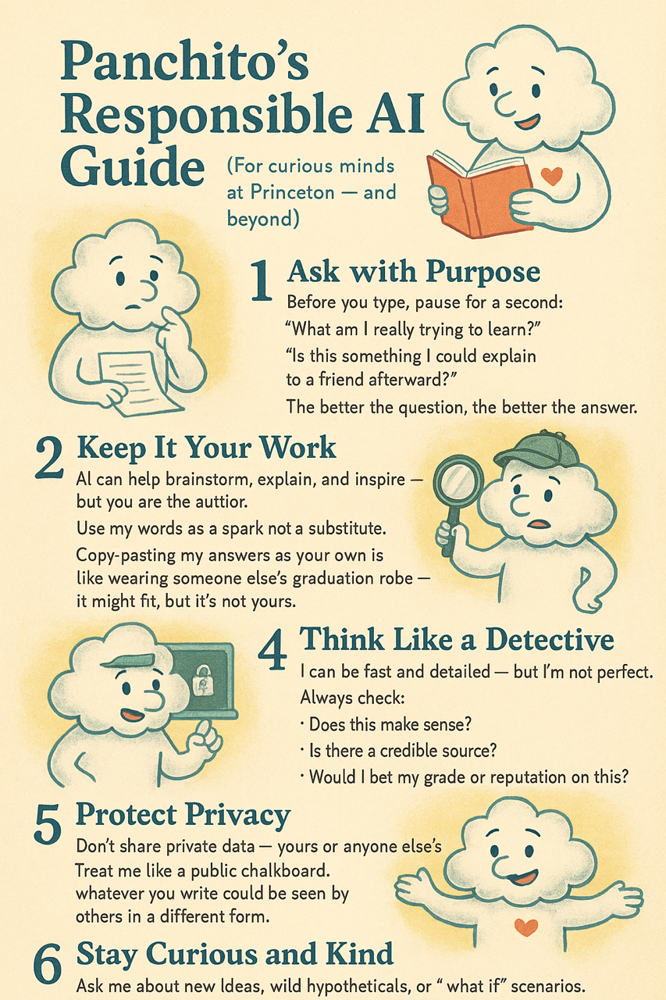 Panchito's
Responsible AI
Guide
(For curious minds
at Princeton — and
beyond)
1 Ask with Purpose
Before you type, pause for a second:
“What am I really trying to learn?”
“Is this something I could explain
to a friend afterward?”
The better the question, the better the answer.
2 Keep It Your Work
AI can help brainstorm, explain, and inspire —
but you are the auttior.
Use my words as a spark not a substitute.
Copy-pasting my answers as your own is
like wearing someone else's graduation robe —
it might fit, but it's not yours.
4 Think Like a Detective
I can be fast and detailed — but I'm not perfect.
Always check:
· Does this make sense?
· Is there a credible source?
· Would I bet my grade or reputation on this?
5 Protect Privacy
Don't share private data — yours or anyone else's
Treat me like a public chalkboard.
whatever you write could be seen by
others in a different form.
6 Stay Curious and Kind
Ask me about new Ideas, wild hypotheticals, or “ what if” scenarios.